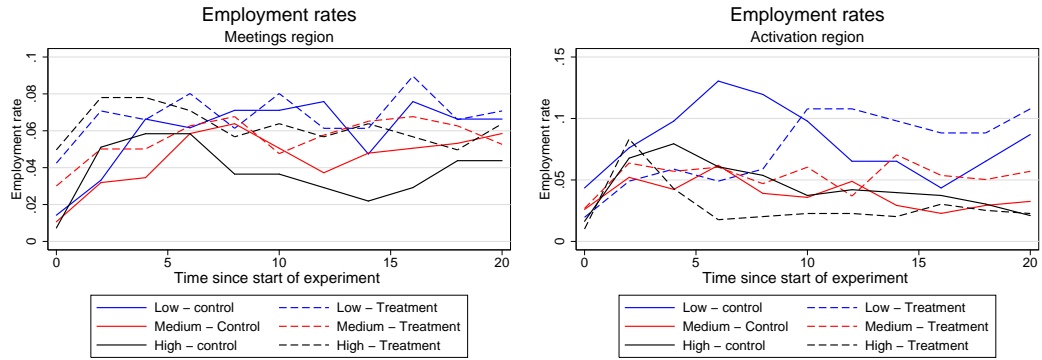 Employment rates
Meetings region
Employment rate
0
.02
.04
.06
.08
.1
0
5
10
15
20
Time since start of experiment
Low − control
Low − Treatment
Medium − Control
Medium − Treatment
High − control
High − Treatment
Employment rates
Activation region
Employment rate
0
.05
.1
.15
0
5
10
15
20
Time since start of experiment
Low − control
Low − Treatment
Medium − Control
Medium − Treatment
High − control
High − Treatment